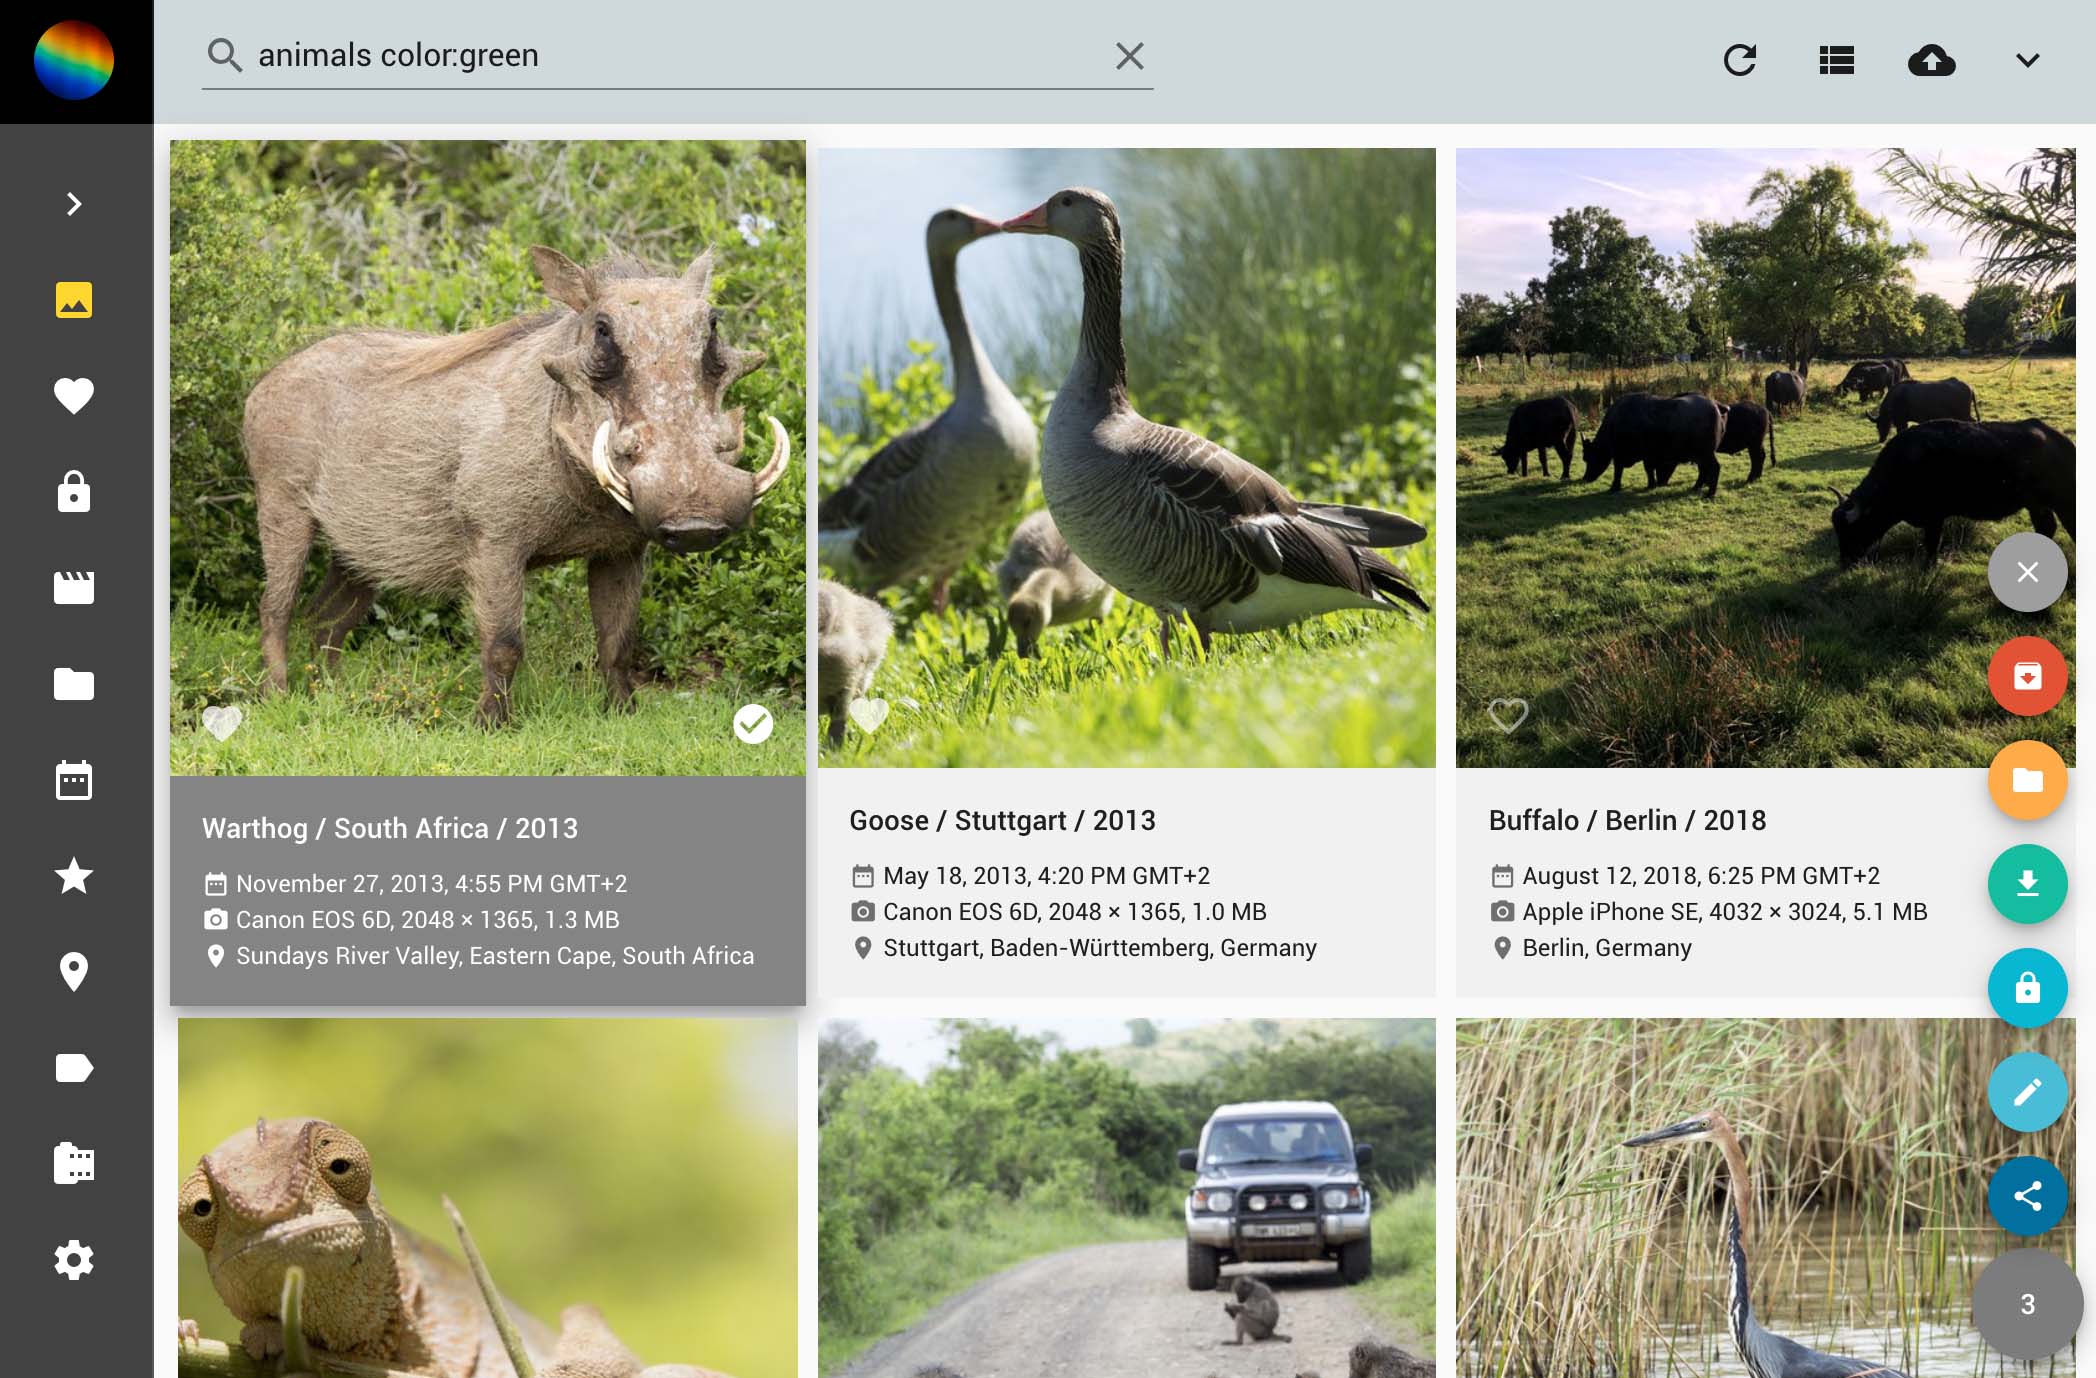 animals color:green
Warthog / South Africa / 2013
November 27, 2013, 4:55 PM GMT+2
Canon EOS 6D, 2048 × 1365, 1.3 MB
Sundays River Valley, Eastern Cape, South Africa
Goose / Stuttgart / 2013
May 18, 2013, 4:20 PM GMT+2
Canon EOS 6D, 2048 × 1365, 1.0 MB
Stuttgart, Baden-Württemberg, Germany
Buffalo / Berlin / 2018
August 12, 2018, 6:25 PM GMT+2
Apple iPhone SE, 4032 × 3024, 5.1 MB
Berlin, Germany
3